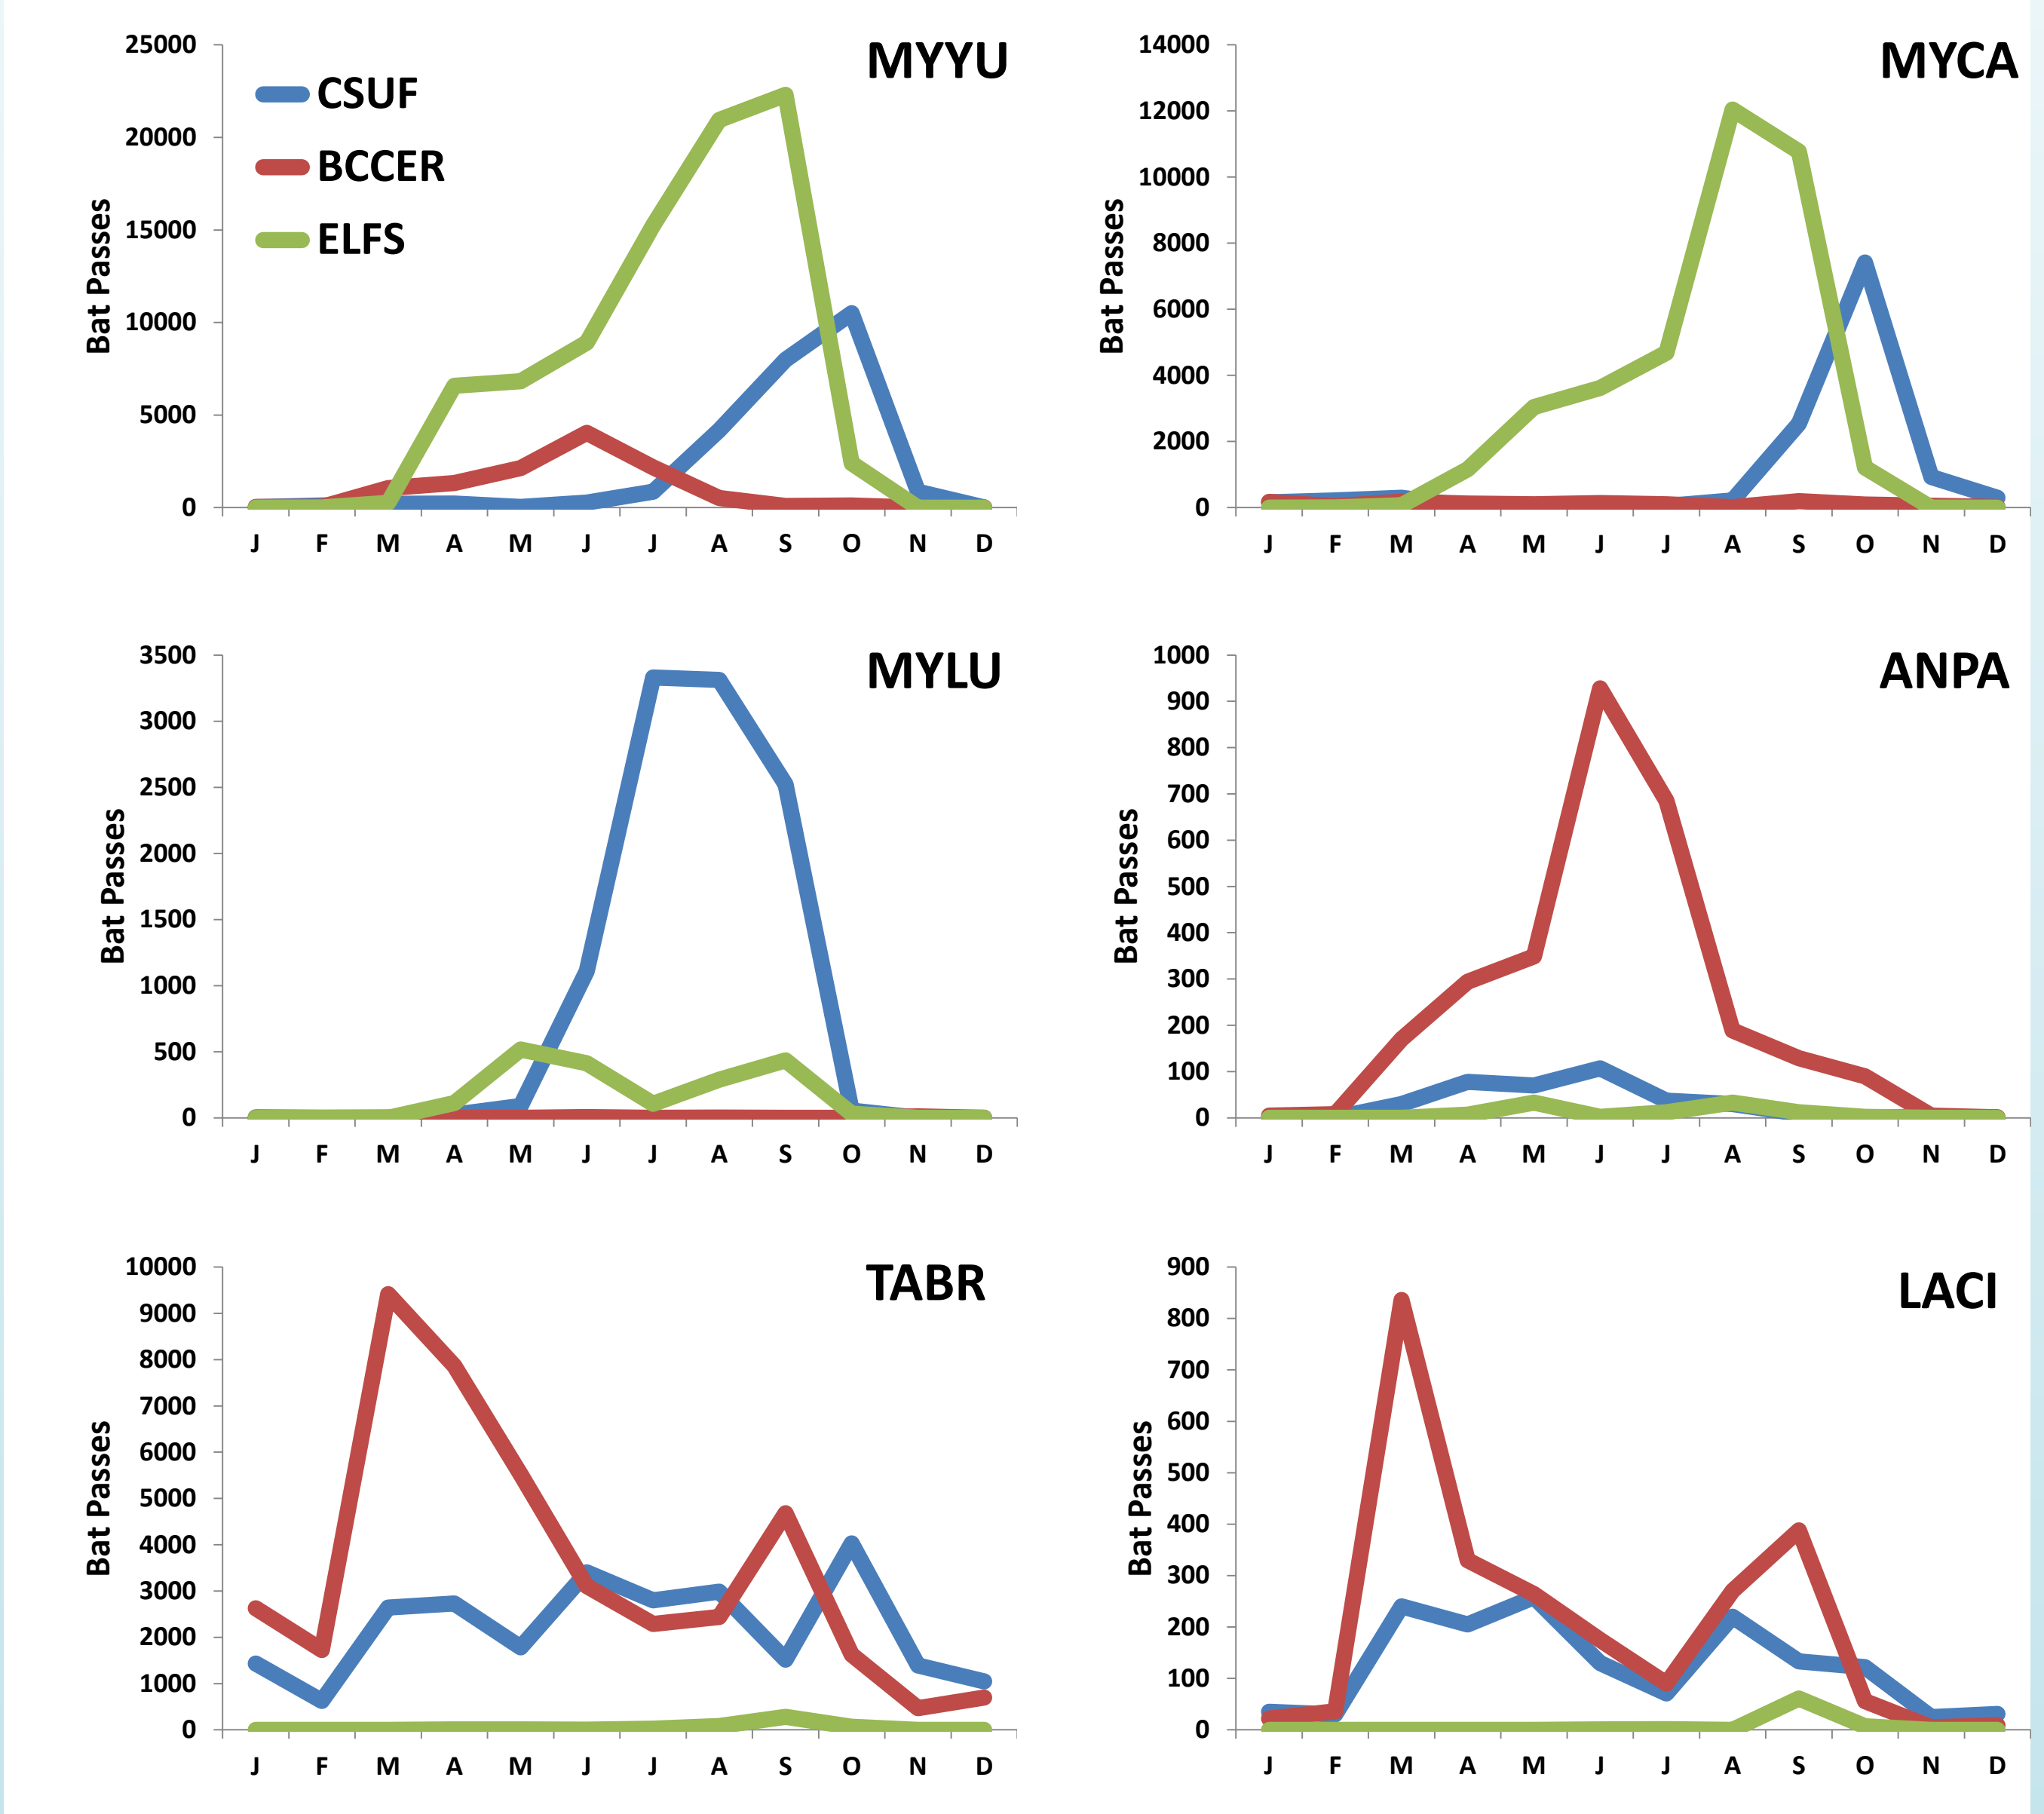 MYYU
25000
20000
15000
10000
5000
0
Bat Passes
CSUF
BCCER
ELFS
J F M A M J J A S O N D
MYCA
14000
12000
10000
8000
6000
4000
2000
0
Bat Passes
J F M A M J J A S O N D
MYLU
3500
3000
2500
2000
1500
1000
500
0
Bat Passes
J F M A M J J A S O N D
ANPA
1000
900
800
700
600
500
400
300
200
100
0
Bat Passes
J F M A M J J A S O N D
TABR
10000
9000
8000
7000
6000
5000
4000
3000
2000
1000
0
Bat Passes
J F M A M J J A S O N D
LACI
900
800
700
600
500
400
300
200
100
0
Bat Passes
J F M A M J J A S O N D